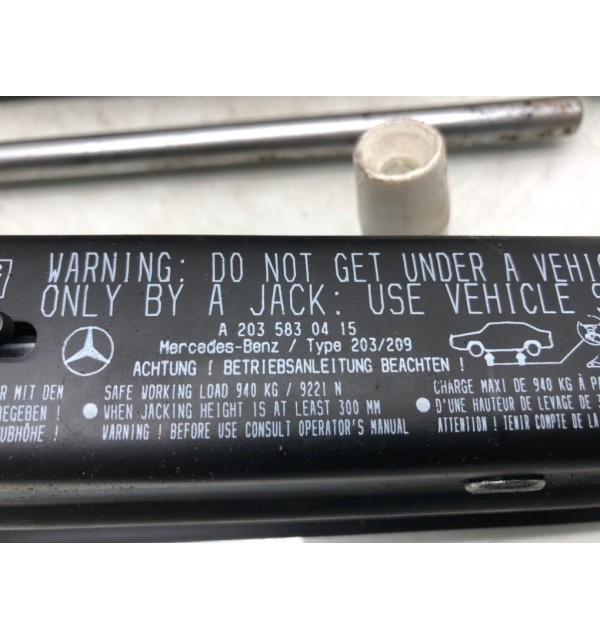 WARNING: DO NOT GET UNDER A VEHI
ONLY BY A JACK: USE VEHICLE S
A 203 583 04 15
Mercedes-Benz / Type 203/209
ACHTUNG ! BETRIEBSANLEITUNG BEACHTEN !
R MIT DEM
EGEBEN !
UBHÖHE !
SAFE WORKING LOAD 940 KG / 9221 N
● WHEN JACKING HEIGHT IS AT LEAST 300 MM
WARNING ! BEFORE USE CONSULT OPERATOR'S MANUAL
CHARGE MAXI DE 940 KG À P
● D'UNE HAUTEUR DE LEVAGE DE 3
ATTENTION ! TENIR COMPTE DE LA